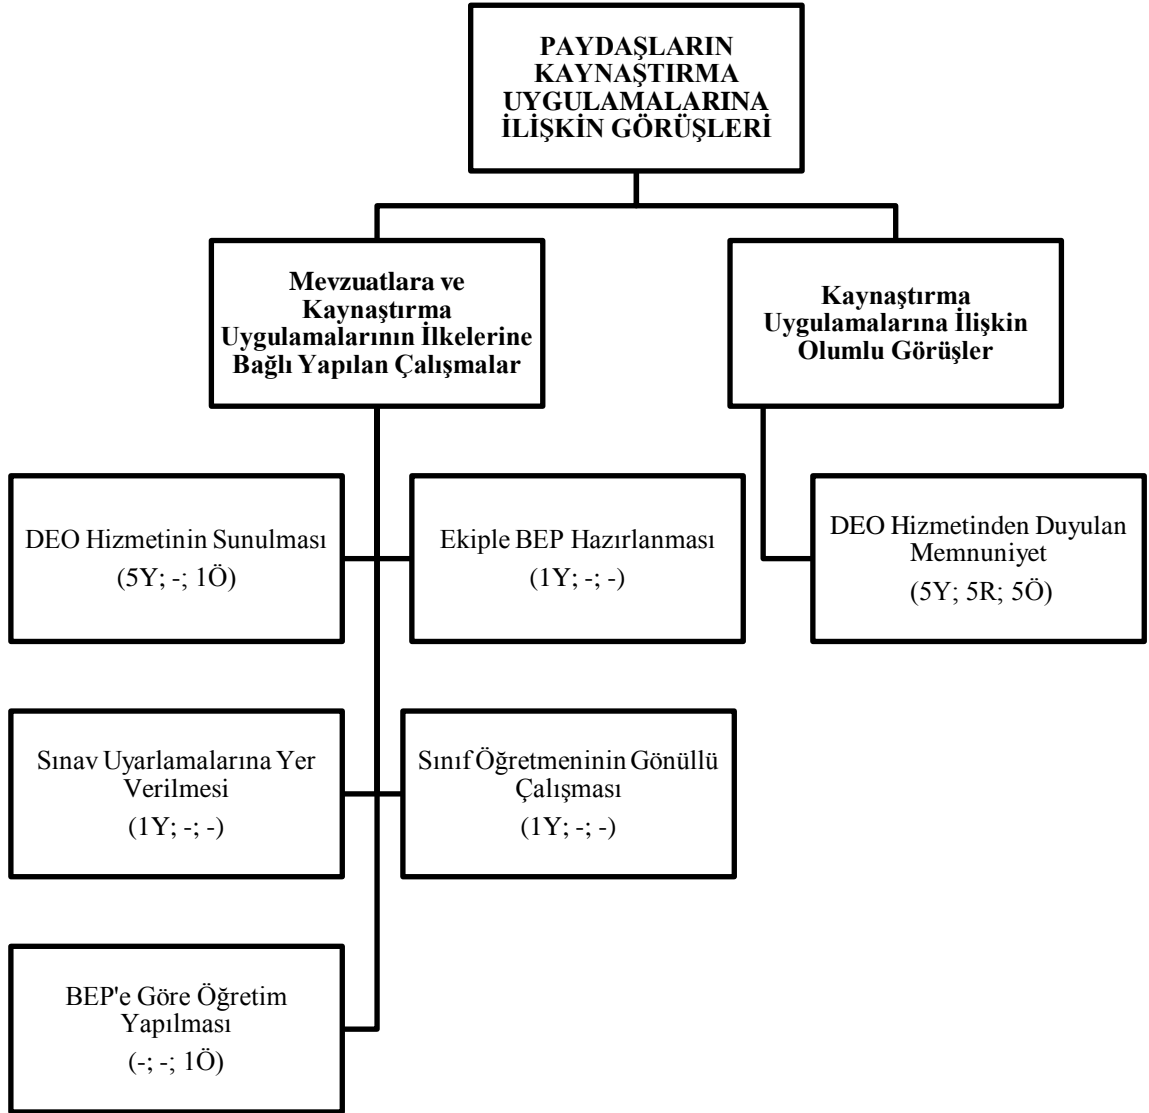 PAYDAŞLARIN
KAYNAŞTIRMA
UYGULAMALARINA
İLİŞKİN GÖRÜŞLERİ
Mevzuatlara ve
Kaynaştırma
Uygulamalarının İlkelerine
Bağlı Yapılan Çalışmalar
Kaynaştırma
Uygulamalarına İlişkin
Olumlu Görüşler
DEO Hizmetinin Sunulması
(5Y; -; 1Ö)
Ekiple BEP Hazırlanması
(1Y; -; -)
DEO Hizmetinden Duyulan
Memnuniyet
(5Y; 5R; 5Ö)
Sınav Uyarlamalarına Yer
Verilmesi
(1Y; -; -)
Sınıf Öğretmeninin Gönüllü
Çalışması
(1Y; -; -)
BEP'e Göre Öğretim
Yapılması
(-; -; 1Ö)